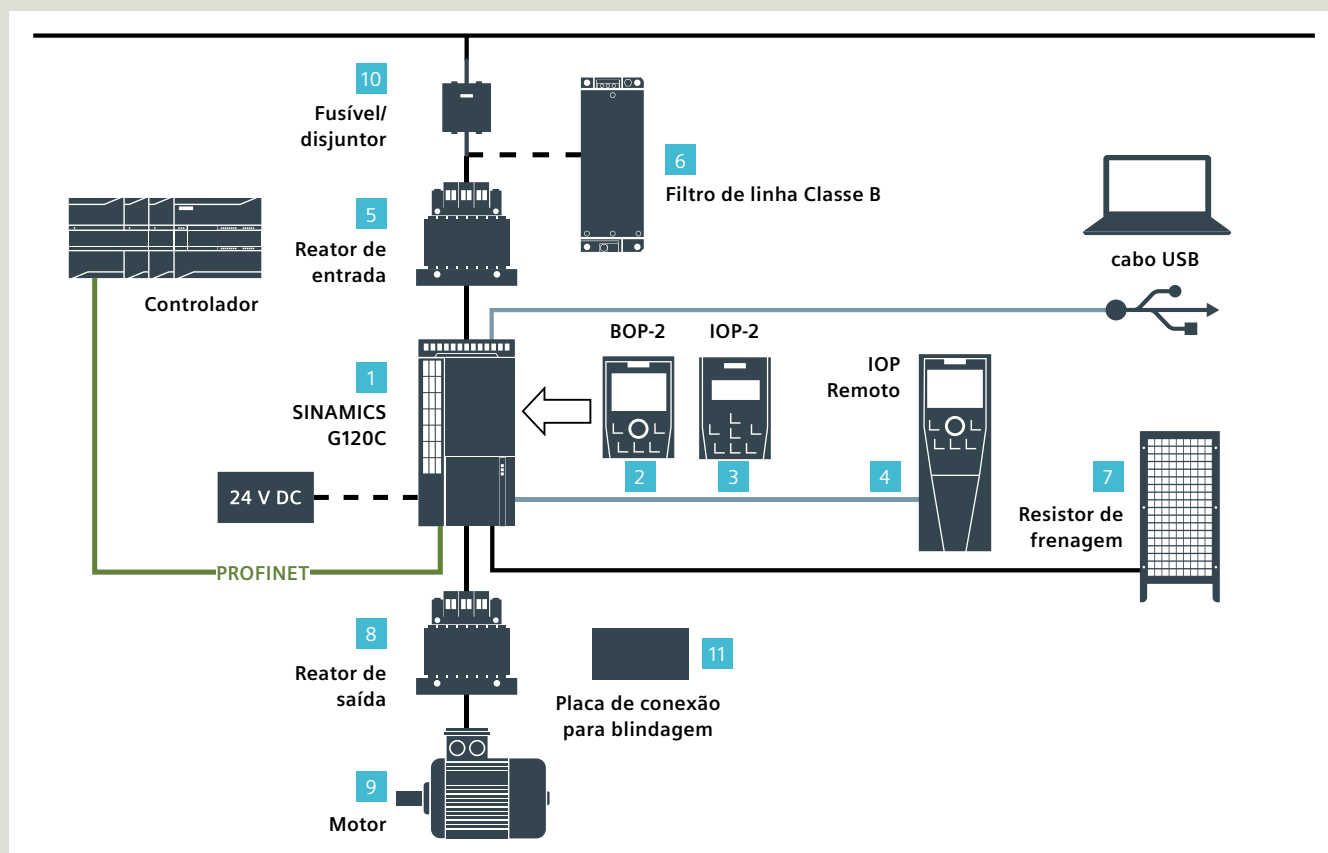 10
Fusível/
disjuntor
6
Filtro de linha Classe B
5
Reator de
entrada
Controlador
cabo USB
BOP-2
IOP-2
IOP
Remoto
1
SINAMICS
G120C
2
3
4
7
Resistor de
frenagem
24 V DC
PROFINET
8
Reator de
saída
11
Placa de conexão
para blindagem
9
Motor